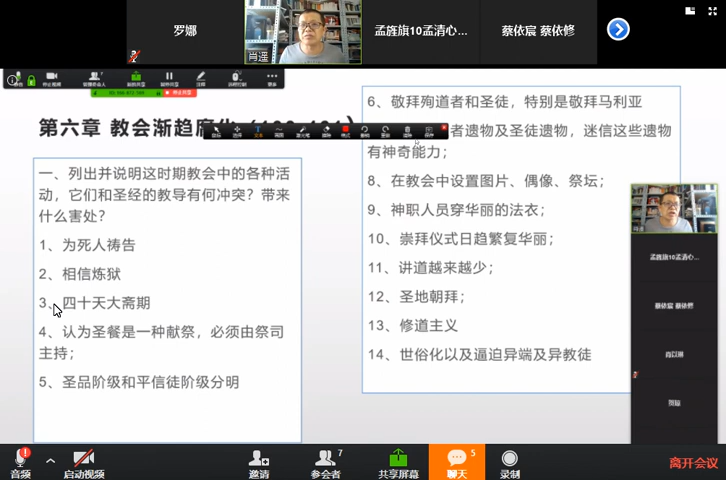 罗娜
肖遥
孟旌旗10孟清心...
蔡依宸 蔡依修
第六章 教会渐趋腐化
一、列出并说明这时期教会中的各种活
动，它们和圣经的教导有何冲突？带来
什么害处？
1、为死人祷告
2、相信炼狱
3、四十天大斋期
4、认为圣餐是一种献祭，必须由祭司
主持；
5、圣品阶级和平信徒阶级分明
6、敬拜殉道者和圣徒，特别是敬拜马利亚
者遗物及圣徒遗物，迷信这些遗物
有神奇能力；
8、在教会中设置图片、偶像、祭坛；
9、神职人员穿华丽的法衣；
10、崇拜仪式日趋繁复华丽；
11、讲道越来越少；
12、圣地朝拜；
13、修道主义
14、世俗化以及逼迫异端及异教徒
孟旌旗10孟清心...
蔡依宸 蔡依修
音频
启动视频
邀请
7
参会者
共享屏幕
5
聊天
录制
离开会议